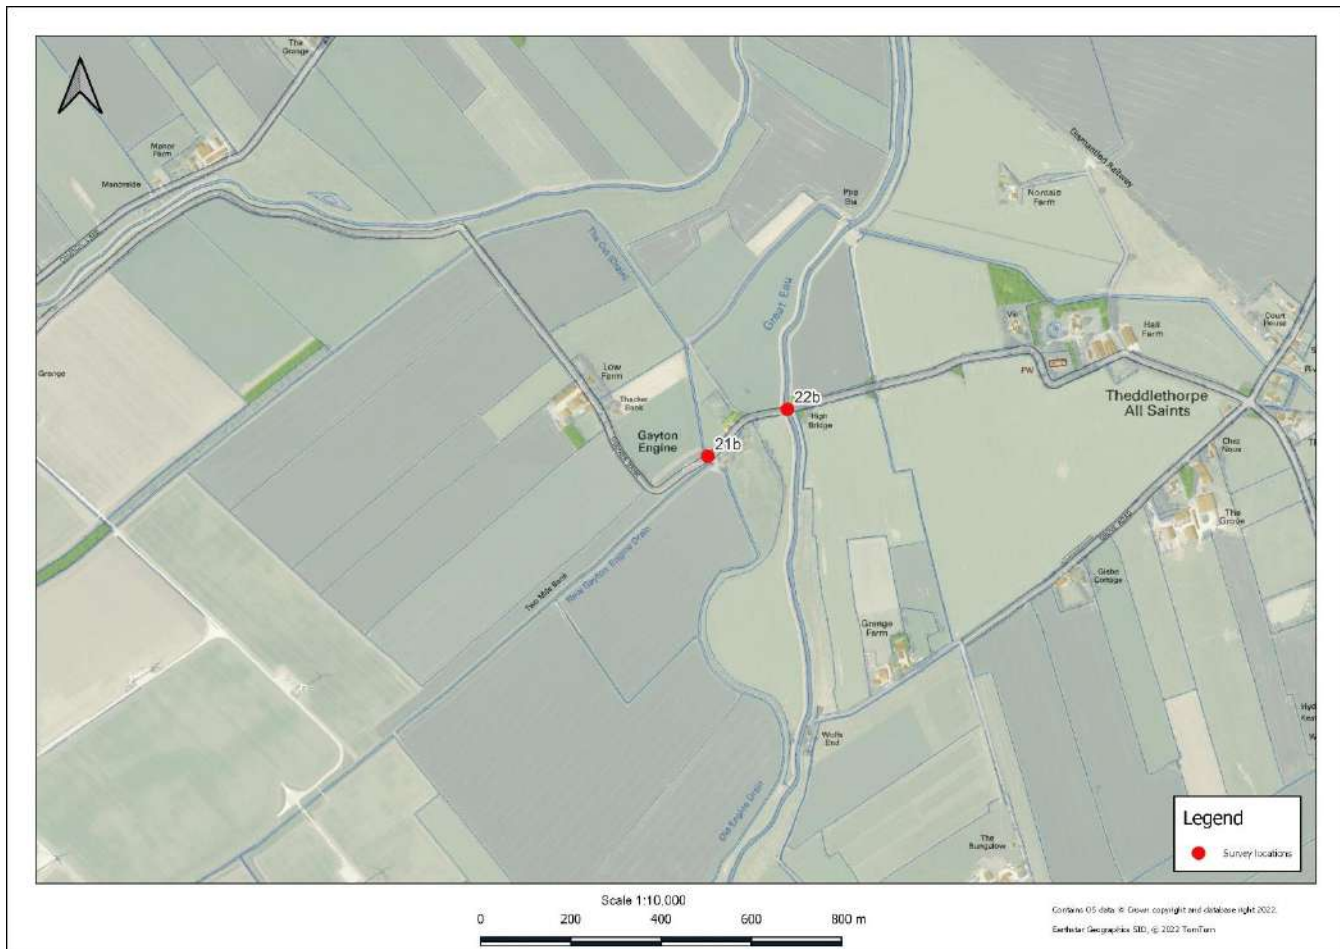 The
Grange
Manor
Farm
Dismantled Railway
Pmp
Sta
Farm
The Cut (Drain)
Great Eau
Grange
Low
Farm
Thacker
Bank
Hall
Farm
Court
House
PW
Theddlethorpe
All Saints
22b
High
Bridge
Gayton
Engine
21b
The
Grove
Two Mile Bank
New Gayton Engine Drain
Glebe
Cottage
Grange
Farm
End
Old Engine Drain
The
Bungalow
Legend
Survey locations
Scale 1:10,000
0 200 400 600 800 m
Contains OS data © Crown copyright and database right 2022.
Earthstar Geographics SIO, © 2022 TomTom